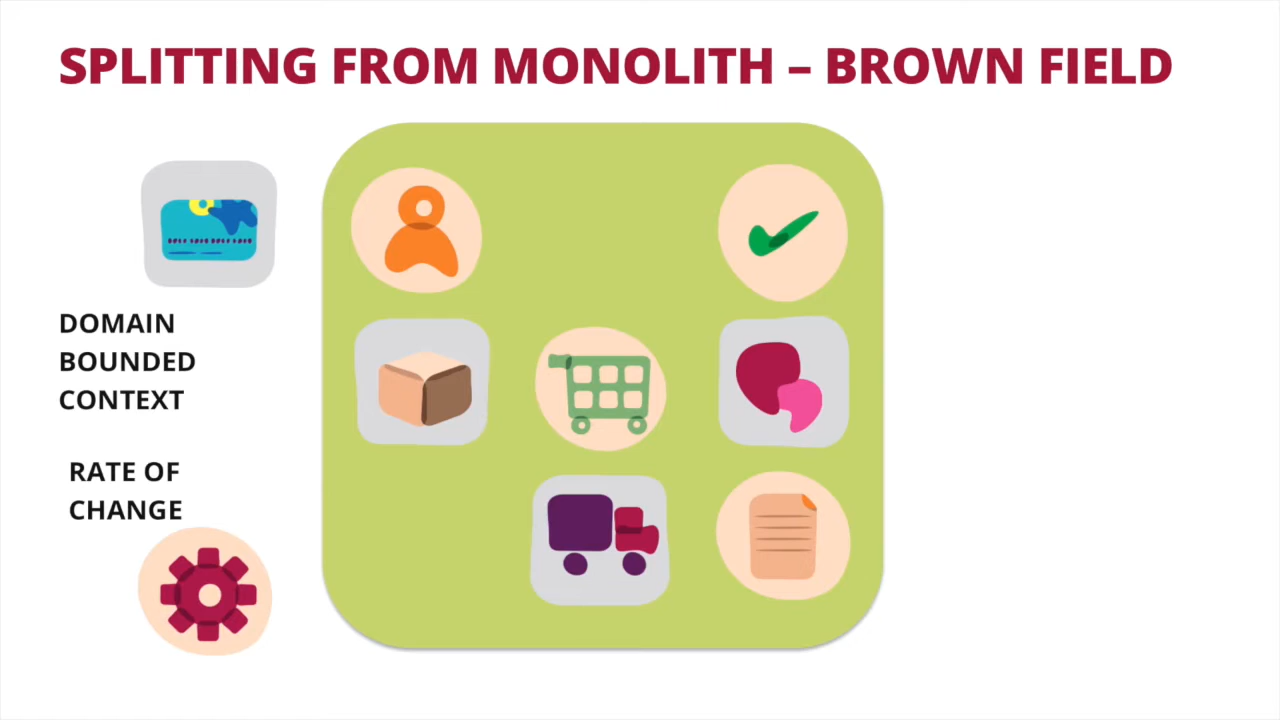 SPLITTING FROM MONOLITH – BROWN FIELD
DOMAIN
BOUNDED
CONTEXT
RATE OF
CHANGE